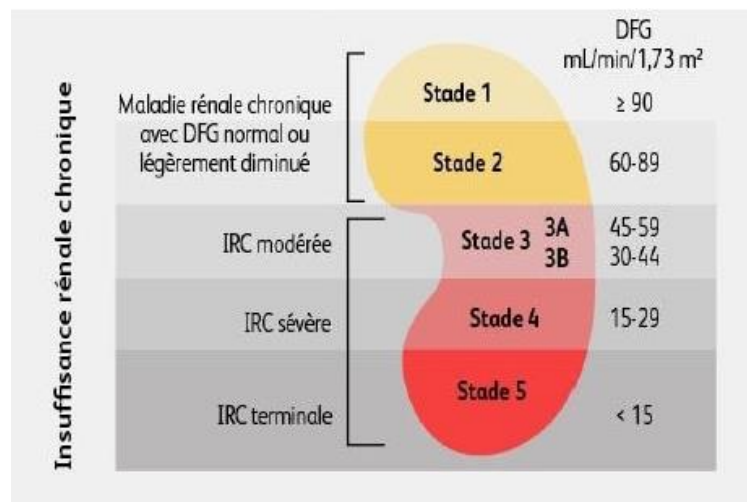 Insuffisance rénale chronique
DFG
mL/min/1,73 m²
Maladie rénale chronique
avec DFG normal ou
légèrement diminué
Stade 1
≥ 90
Stade 2
60-89
IRC modérée
Stade 3
3A
3B
45-59
30-44
IRC sévère
Stade 4
15-29
IRC terminale
Stade 5
< 15